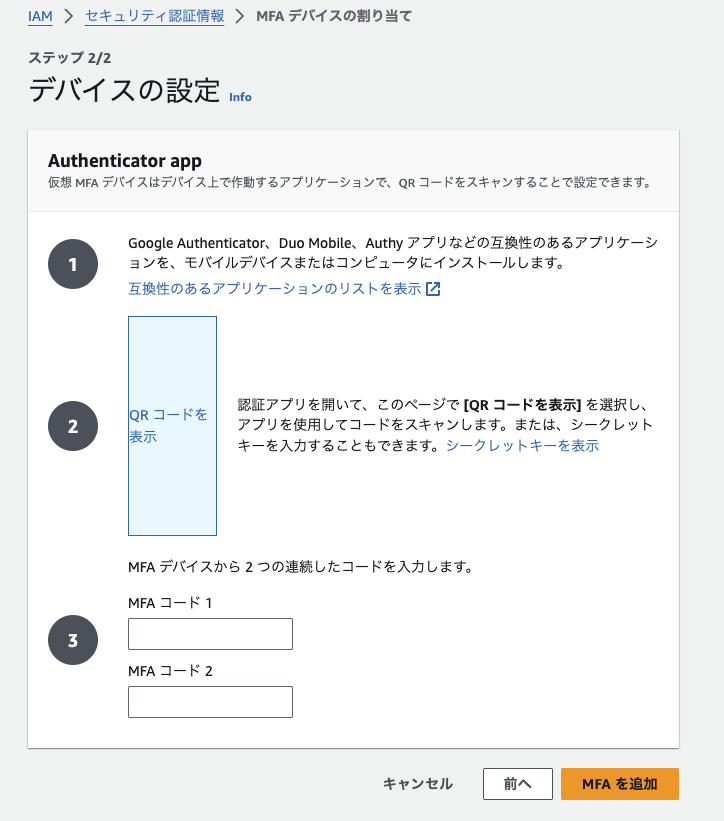 IAM > セキュリティ認証情報 > MFA デバイスの割り当て
ステップ 2/2
デバイスの設定 Info
Authenticator app
仮想 MFA デバイスはデバイス上で作動するアプリケーションで、QR コードをスキャンすることで設定できます。
1
Google Authenticator、Duo Mobile、Authy アプリなどの互換性のあるアプリケーシ
ョンを、モバイルデバイスまたはコンピュータにインストールします。
互換性のあるアプリケーションのリストを表示
2
QR コードを
表示
認証アプリを開いて、このページで [QR コードを表示] を選択し、
アプリを使用してコードをスキャンします。または、シークレット
キーを入力することもできます。シークレットキーを表示
3
MFA デバイスから 2 つの連続したコードを入力します。
MFA コード 1
MFA コード 2
キャンセル 前へ MFA を追加